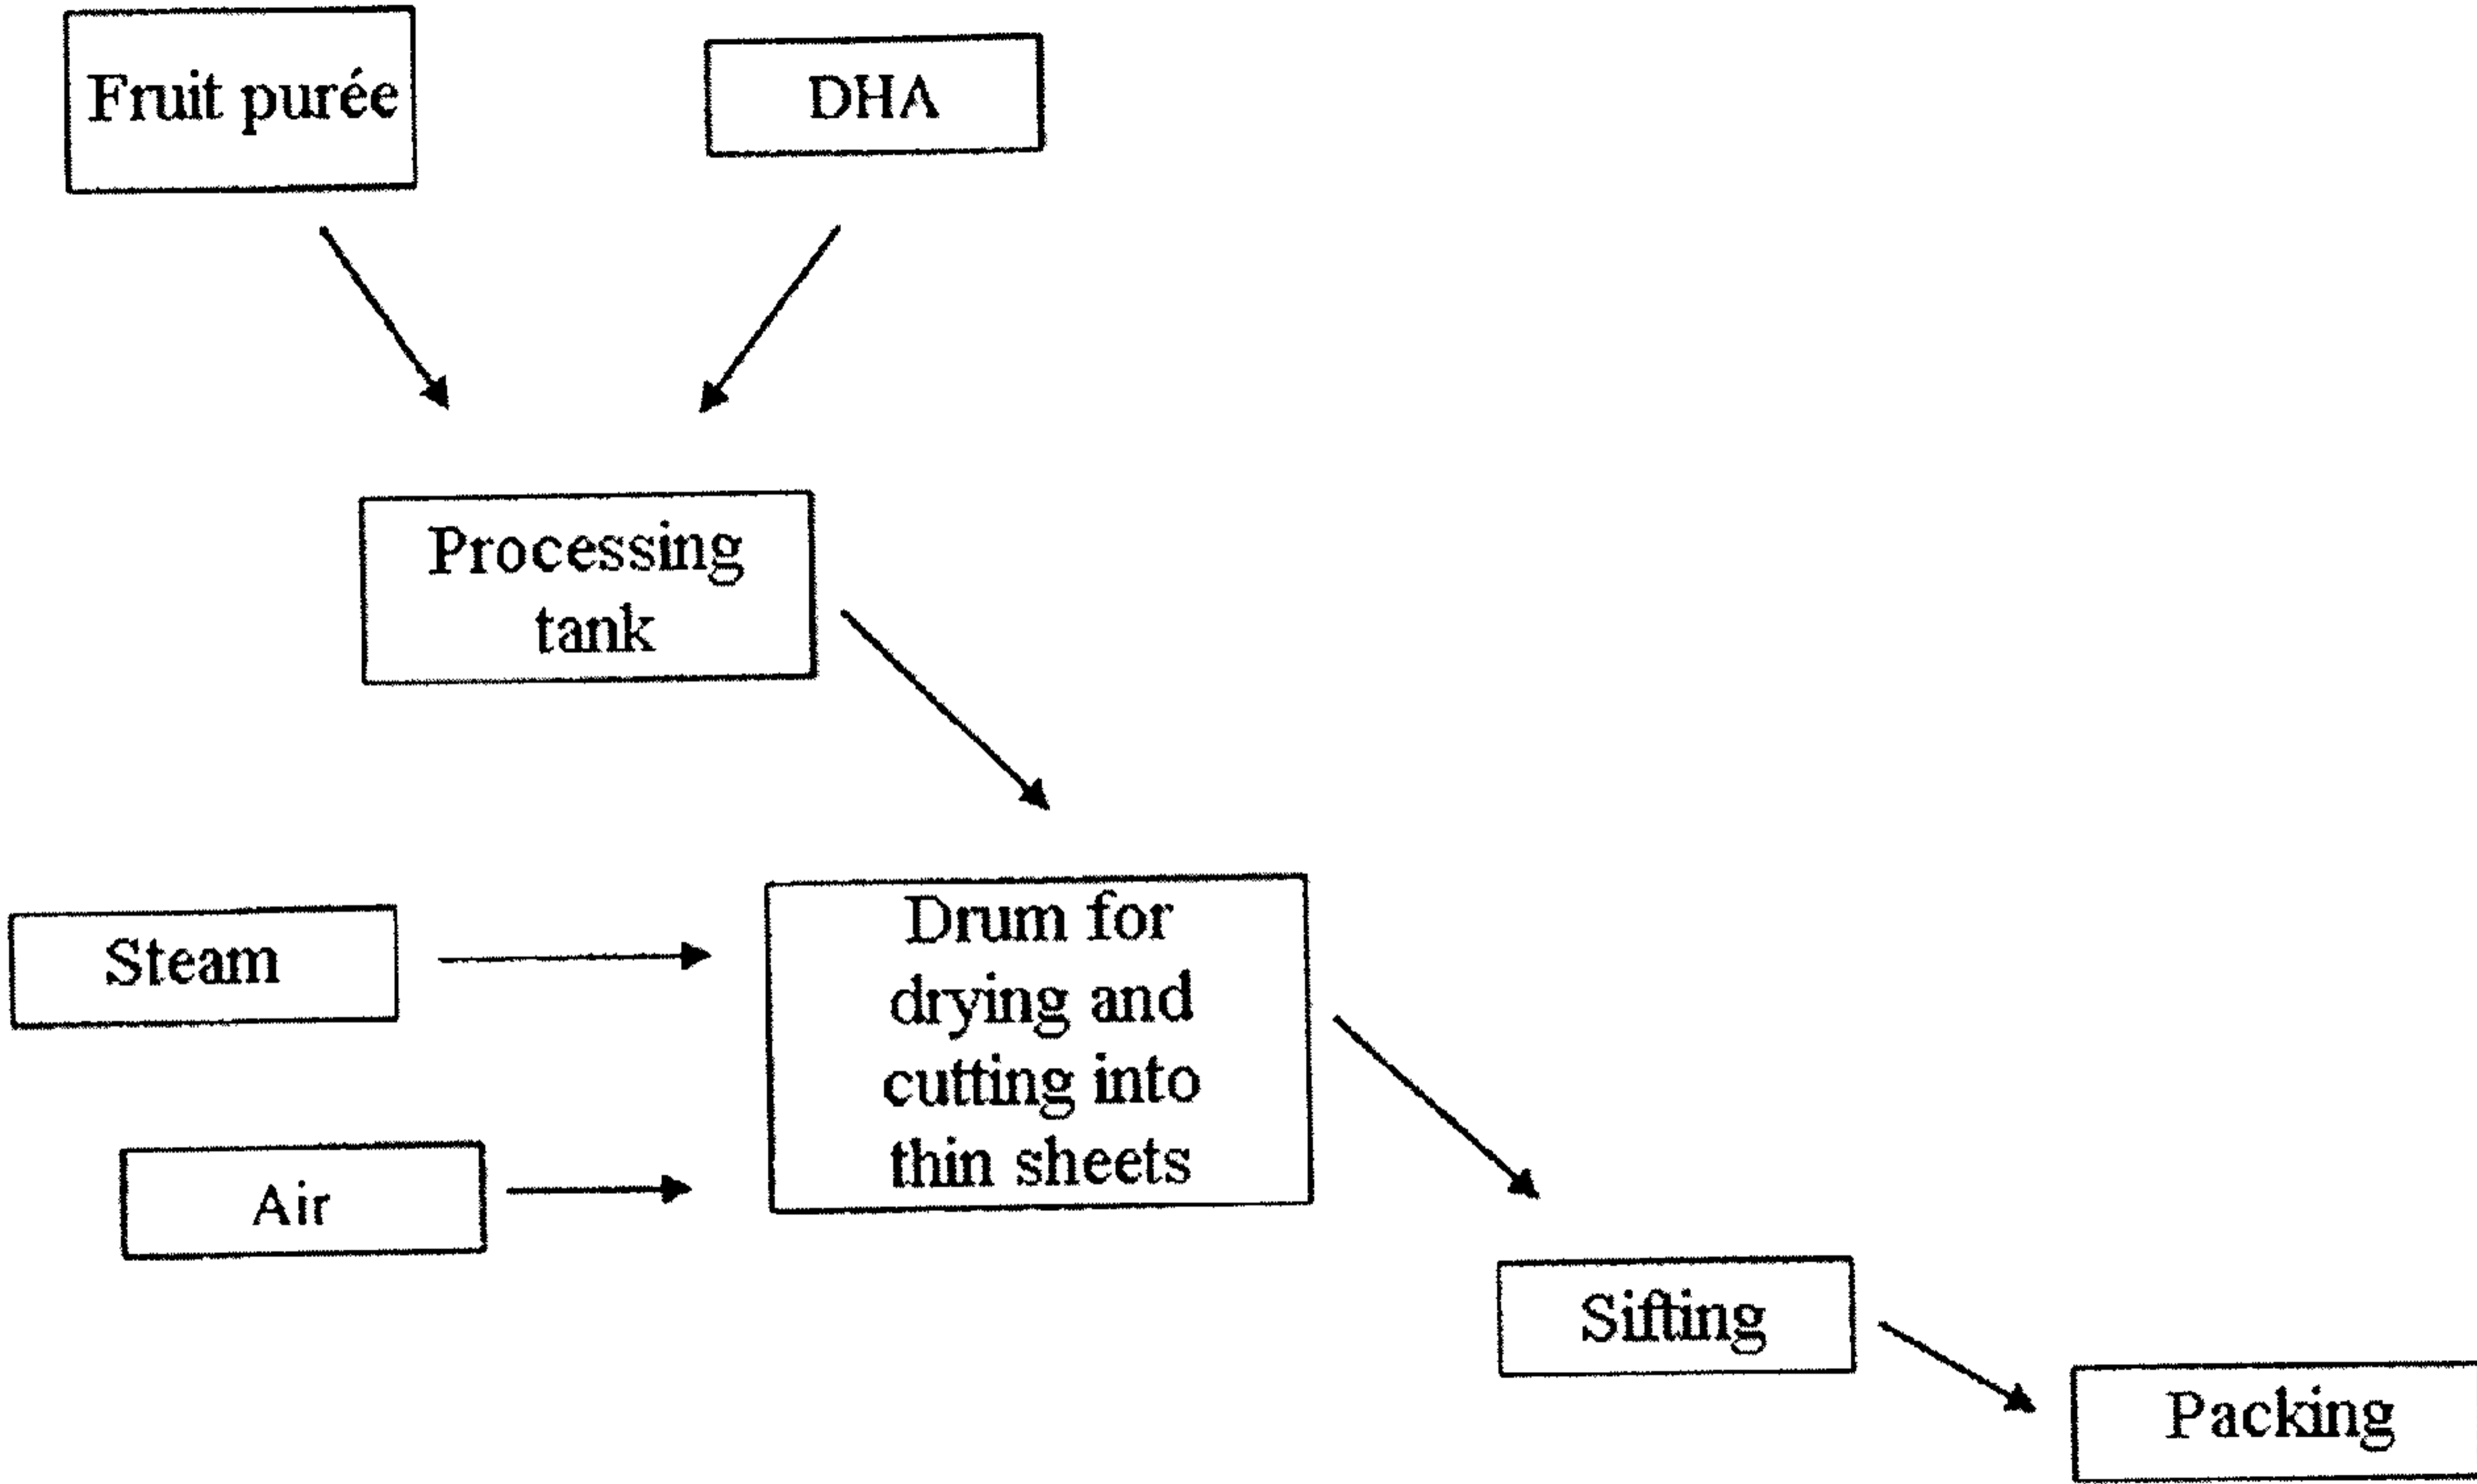 Fruit purée
DHA
Processing
tank
Steam
Drum for
drying and
cutting into
thin sheets
Air
Sifting
Packing